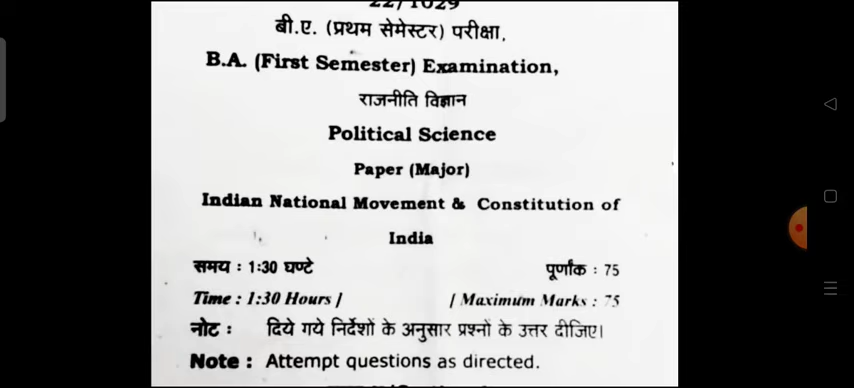 22/1029
बी.ए. (प्रथम सेमेस्टर) परीक्षा,
B.A. (First Semester) Examination,
राजनीति विज्ञान
Political Science
Paper (Major)
Indian National Movement & Constitution of
India
समय : 1:30 घण्टे पूर्णांक : 75
Time : 1:30 Hours ] [ Maximum Marks : 75
नोट : दिये गये निर्देशों के अनुसार प्रश्नों के उत्तर दीजिए।
Note : Attempt questions as directed.